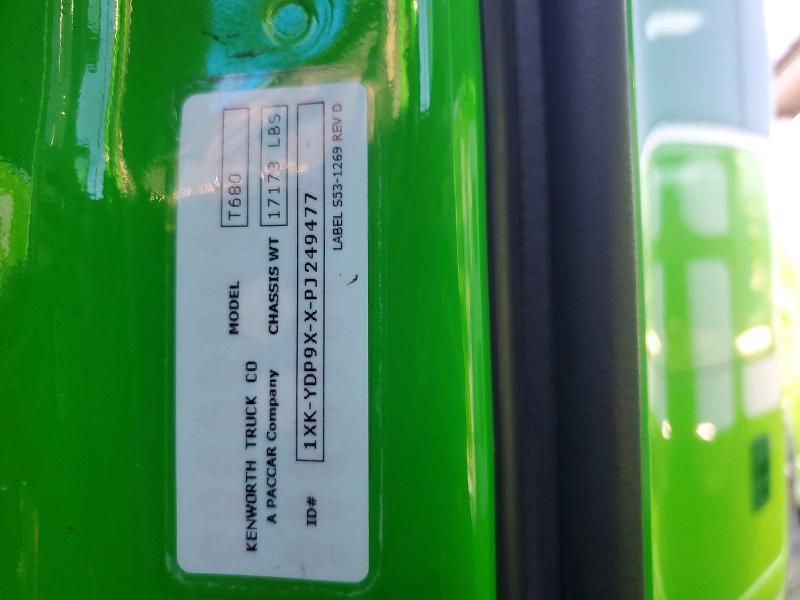 KENWORTH TRUCK CO MODEL T680
A PACCAR Company CHASSIS WT 17173 LBS
ID# 1XK-YDP9X-X-PJ249477
LABEL S53-1269 REV D